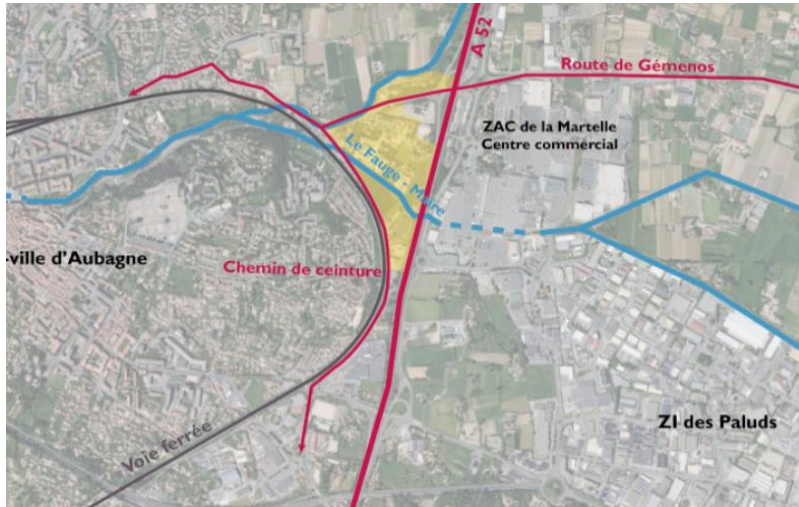 A 52
Route de Gémenos
ZAC de la Martelle
Centre commercial
Le Fauge - Maïre
-ville d'Aubagne
Chemin de ceinture
ZI des Paluds
Voie ferrée